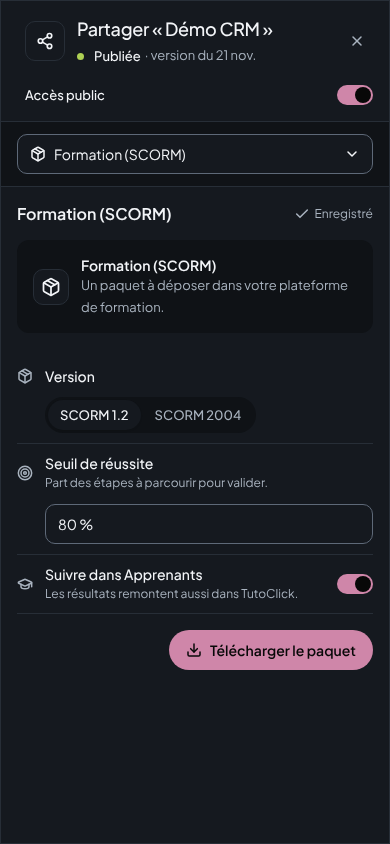 Partager « Démo CRM »
Publiée · version du 21 nov.
Accès public
Formation (SCORM)
Formation (SCORM)
Enregistré
Formation (SCORM)
Un paquet à déposer dans votre plateforme
de formation.
Version
SCORM 1.2
SCORM 2004
Seuil de réussite
Part des étapes à parcourir pour valider.
80 %
Suivre dans Apprenants
Les résultats remontent aussi dans TutoClick.
Télécharger le paquet